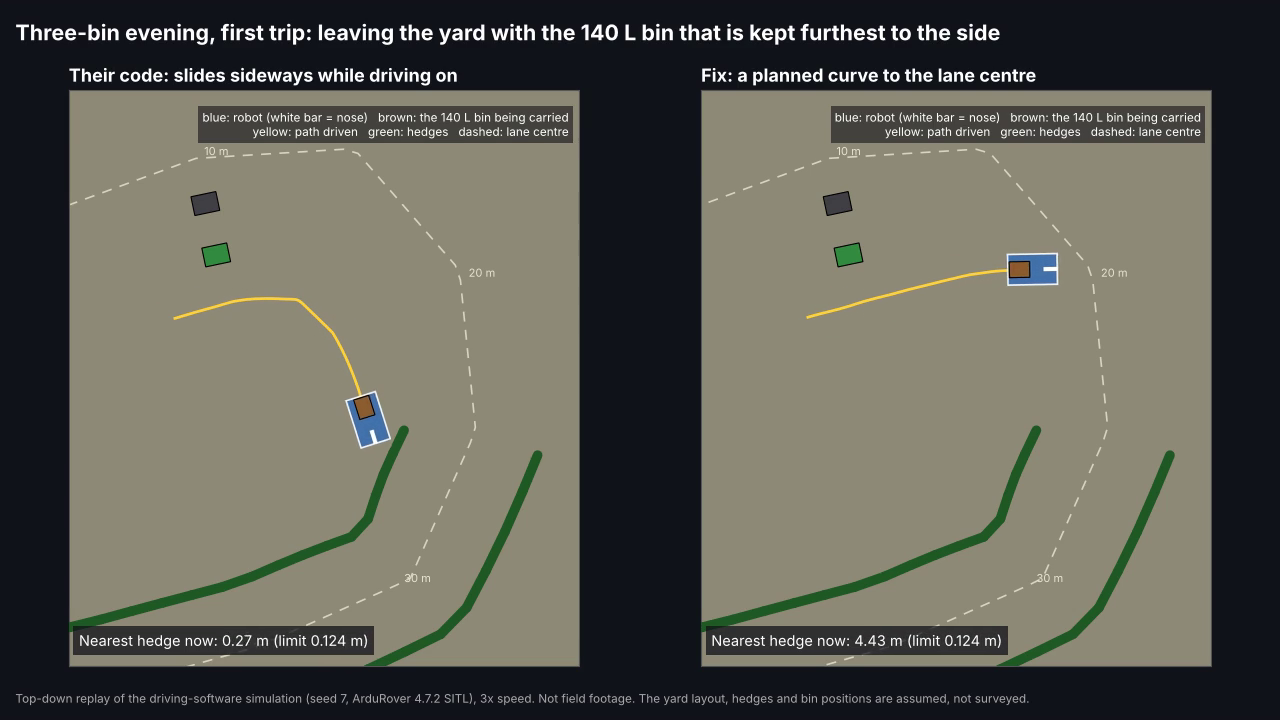 Three-bin evening, first trip: leaving the yard with the 140 L bin that is kept furthest to the side
Their code: slides sideways while driving on
blue: robot (white bar = nose)   brown: the 140 L bin being carried
yellow: path driven   green: hedges   dashed: lane centre
10 m
20 m
30 m
Nearest hedge now: 0.27 m (limit 0.124 m)
Fix: a planned curve to the lane centre
blue: robot (white bar = nose)   brown: the 140 L bin being carried
yellow: path driven   green: hedges   dashed: lane centre
10 m
20 m
30 m
Nearest hedge now: 4.43 m (limit 0.124 m)
Top-down replay of the driving-software simulation (seed 7, ArduRover 4.7.2 SITL), 3x speed. Not field footage. The yard layout, hedges and bin positions are assumed, not surveyed.